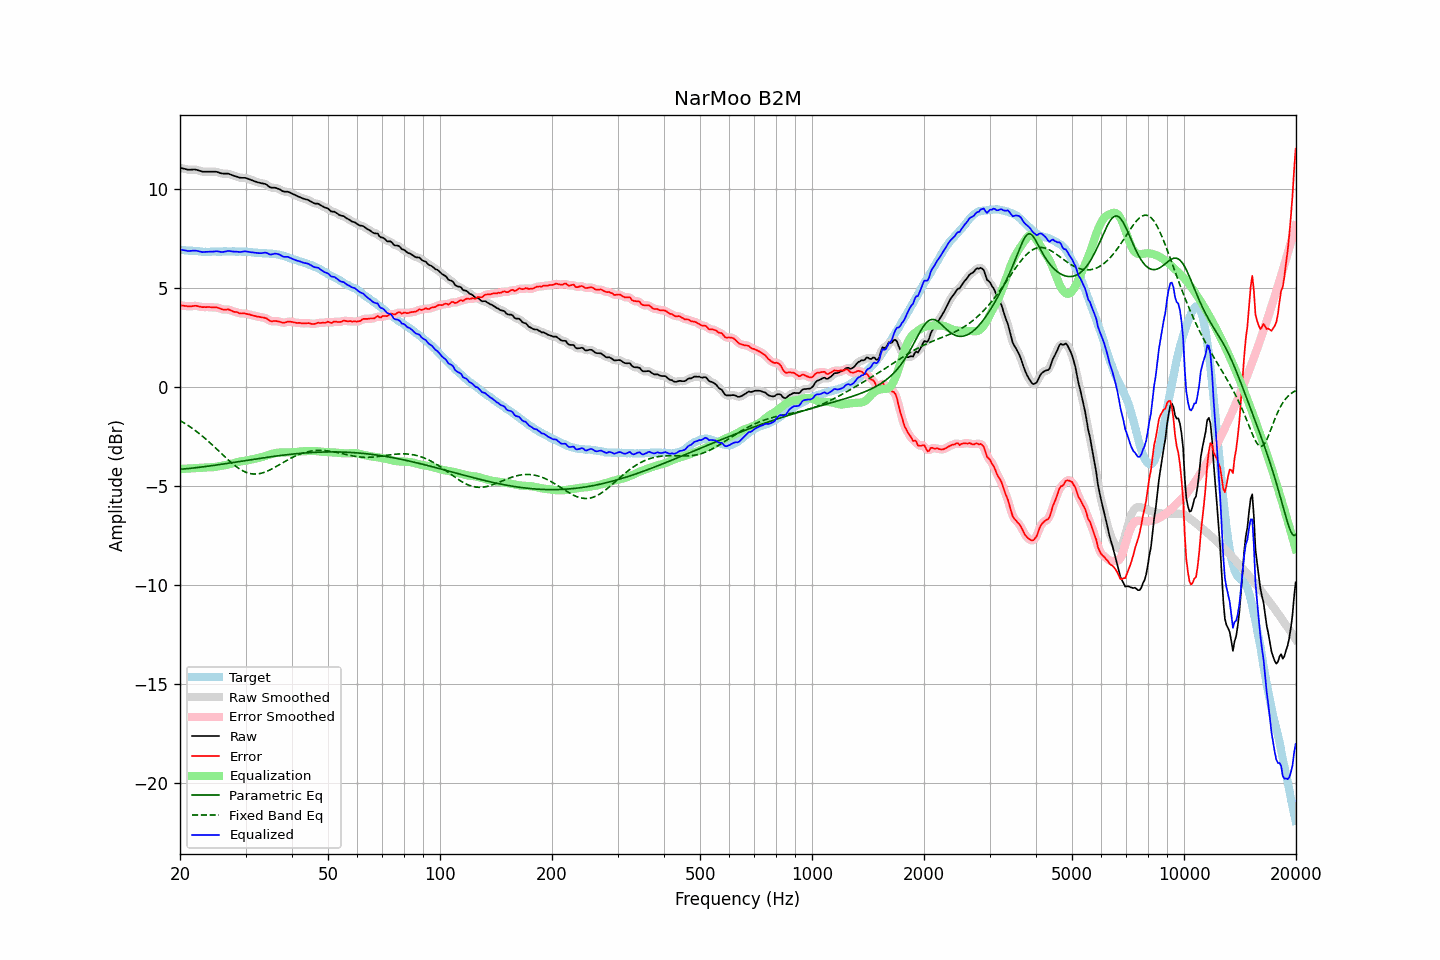 NarMoo B2M
Amplitude (dBr)
10
5
0
−5
−10
−15
−20
Target
Raw Smoothed
Error Smoothed
Raw
Error
Equalization
Parametric Eq
Fixed Band Eq
Equalized
20 50 100 200 500 1000 2000 5000 10000 20000
Frequency (Hz)